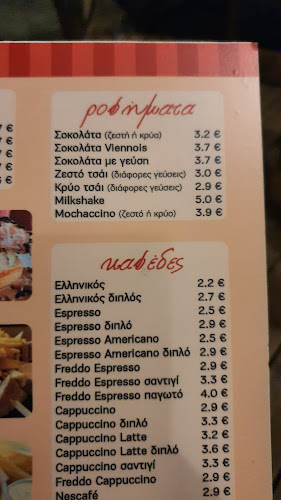 ροφήματα
Σοκολάτα (ζεστή ή κρύα) 3.2 €
Σοκολάτα Viennois 3.7 €
Σοκολάτα με γεύση 3.7 €
Ζεστό τσάι (διάφορες γεύσεις) 3.0 €
Κρύο τσάι (διάφορες γεύσεις) 2.9 €
Milkshake 5.0 €
Mochaccino (ζεστό ή κρύο) 3.9 €
καφέδες
Ελληνικός 2.2 €
Ελληνικός διπλός 2.7 €
Espresso 2.5 €
Espresso διπλό 2.9 €
Espresso Americano 2.5 €
Espresso Americano διπλό 2.9 €
Freddo Espresso 2.9 €
Freddo Espresso σαντιγί 3.3 €
Freddo Espresso παγωτό 4.0 €
Cappuccino 2.9 €
Cappuccino διπλό 3.3 €
Cappuccino Latte 3.2 €
Cappuccino Latte διπλό 3.6 €
Cappuccino σαντιγί 3.3 €
Freddo Cappuccino 2.9 €
Nescafé